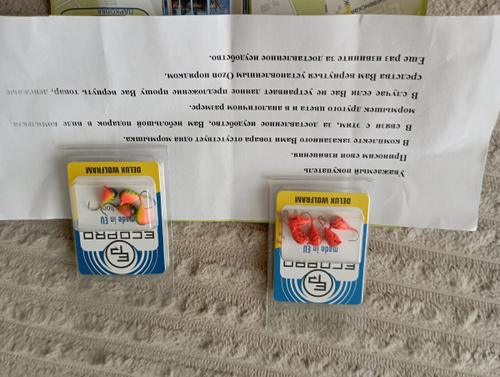 Уважаемый покупатель
Приносим извинения.
В комплекте заказанного Вами товара отсутствует одна мормышка.
В связи с этим, за доставленное неудобство, Вам небольшой подарок в виде комплекта
мормышек другого цвета и в аналогичном размере.
В случае если Вас не устраивает данное предложение прошу Вас вернуть товар, денежные
средства Вам вернуться установленным Ozon порядком.
Еще раз извините за доставленное неудобство.
ECOPRO
made in EU
DELUX WOLFRAM
ECOPRO
made in EU
DELUX WOLFRAM